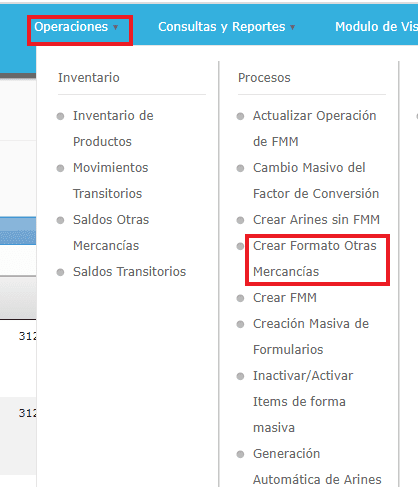 Operaciones
Consultas y Reportes
Modulo de Vis
Inventario
Inventario de
Productos
Movimientos
Transitorios
Saldos Otras
Mercancías
Saldos Transitorios
Procesos
Actualizar Operación
de FMM
Cambio Masivo del
Factor de Conversión
Crear Arines sin FMM
Crear Formato Otras
Mercancías
Crear FMM
Creación Masiva de
Formularios
Inactivar/Activar
Items de forma
masiva
Generación
Automática de Arines
312
312